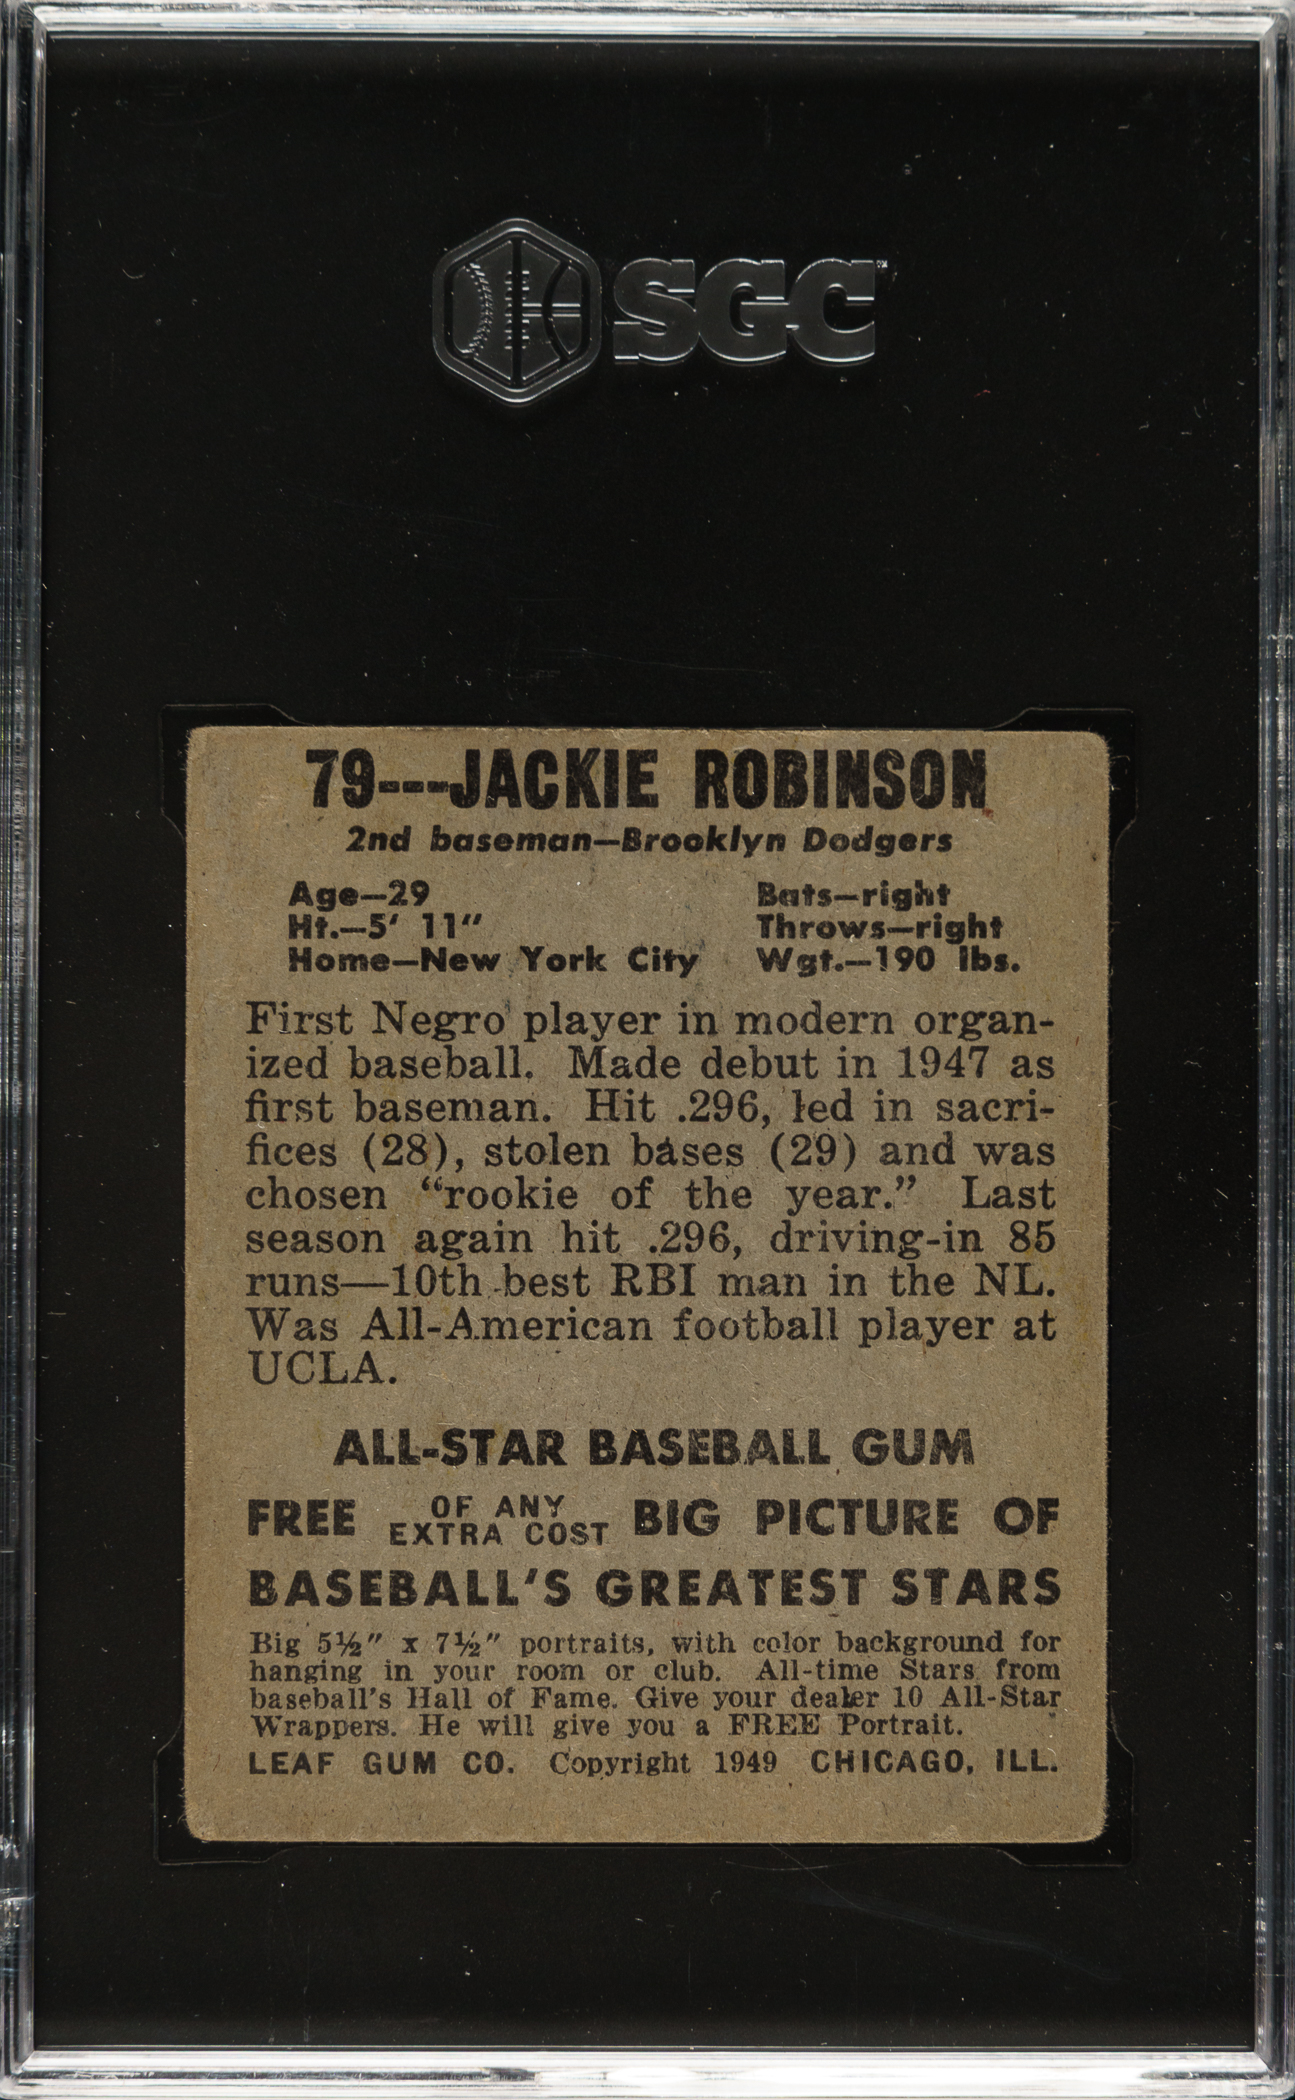 SGC
79---JACKIE ROBINSON
2nd baseman—Brooklyn Dodgers
Age—29 Bats—right
Ht.—5' 11" Throws—right
Home—New York City Wgt.—190 lbs.
First Negro player in modern organ-
ized baseball. Made debut in 1947 as
first baseman. Hit .296, led in sacri-
fices (28), stolen bases (29) and was
chosen “rookie of the year.” Last
season again hit .296, driving-in 85
runs—10th best RBI man in the NL.
Was All-American football player at
UCLA.
ALL-STAR BASEBALL GUM
FREE OF ANY EXTRA COST BIG PICTURE OF
BASEBALL'S GREATEST STARS
Big 5½" x 7½" portraits, with color background for
hanging in your room or club. All-time Stars from
baseball's Hall of Fame. Give your dealer 10 All-Star
Wrappers. He will give you a FREE Portrait.
LEAF GUM CO. Copyright 1949 CHICAGO, ILL.